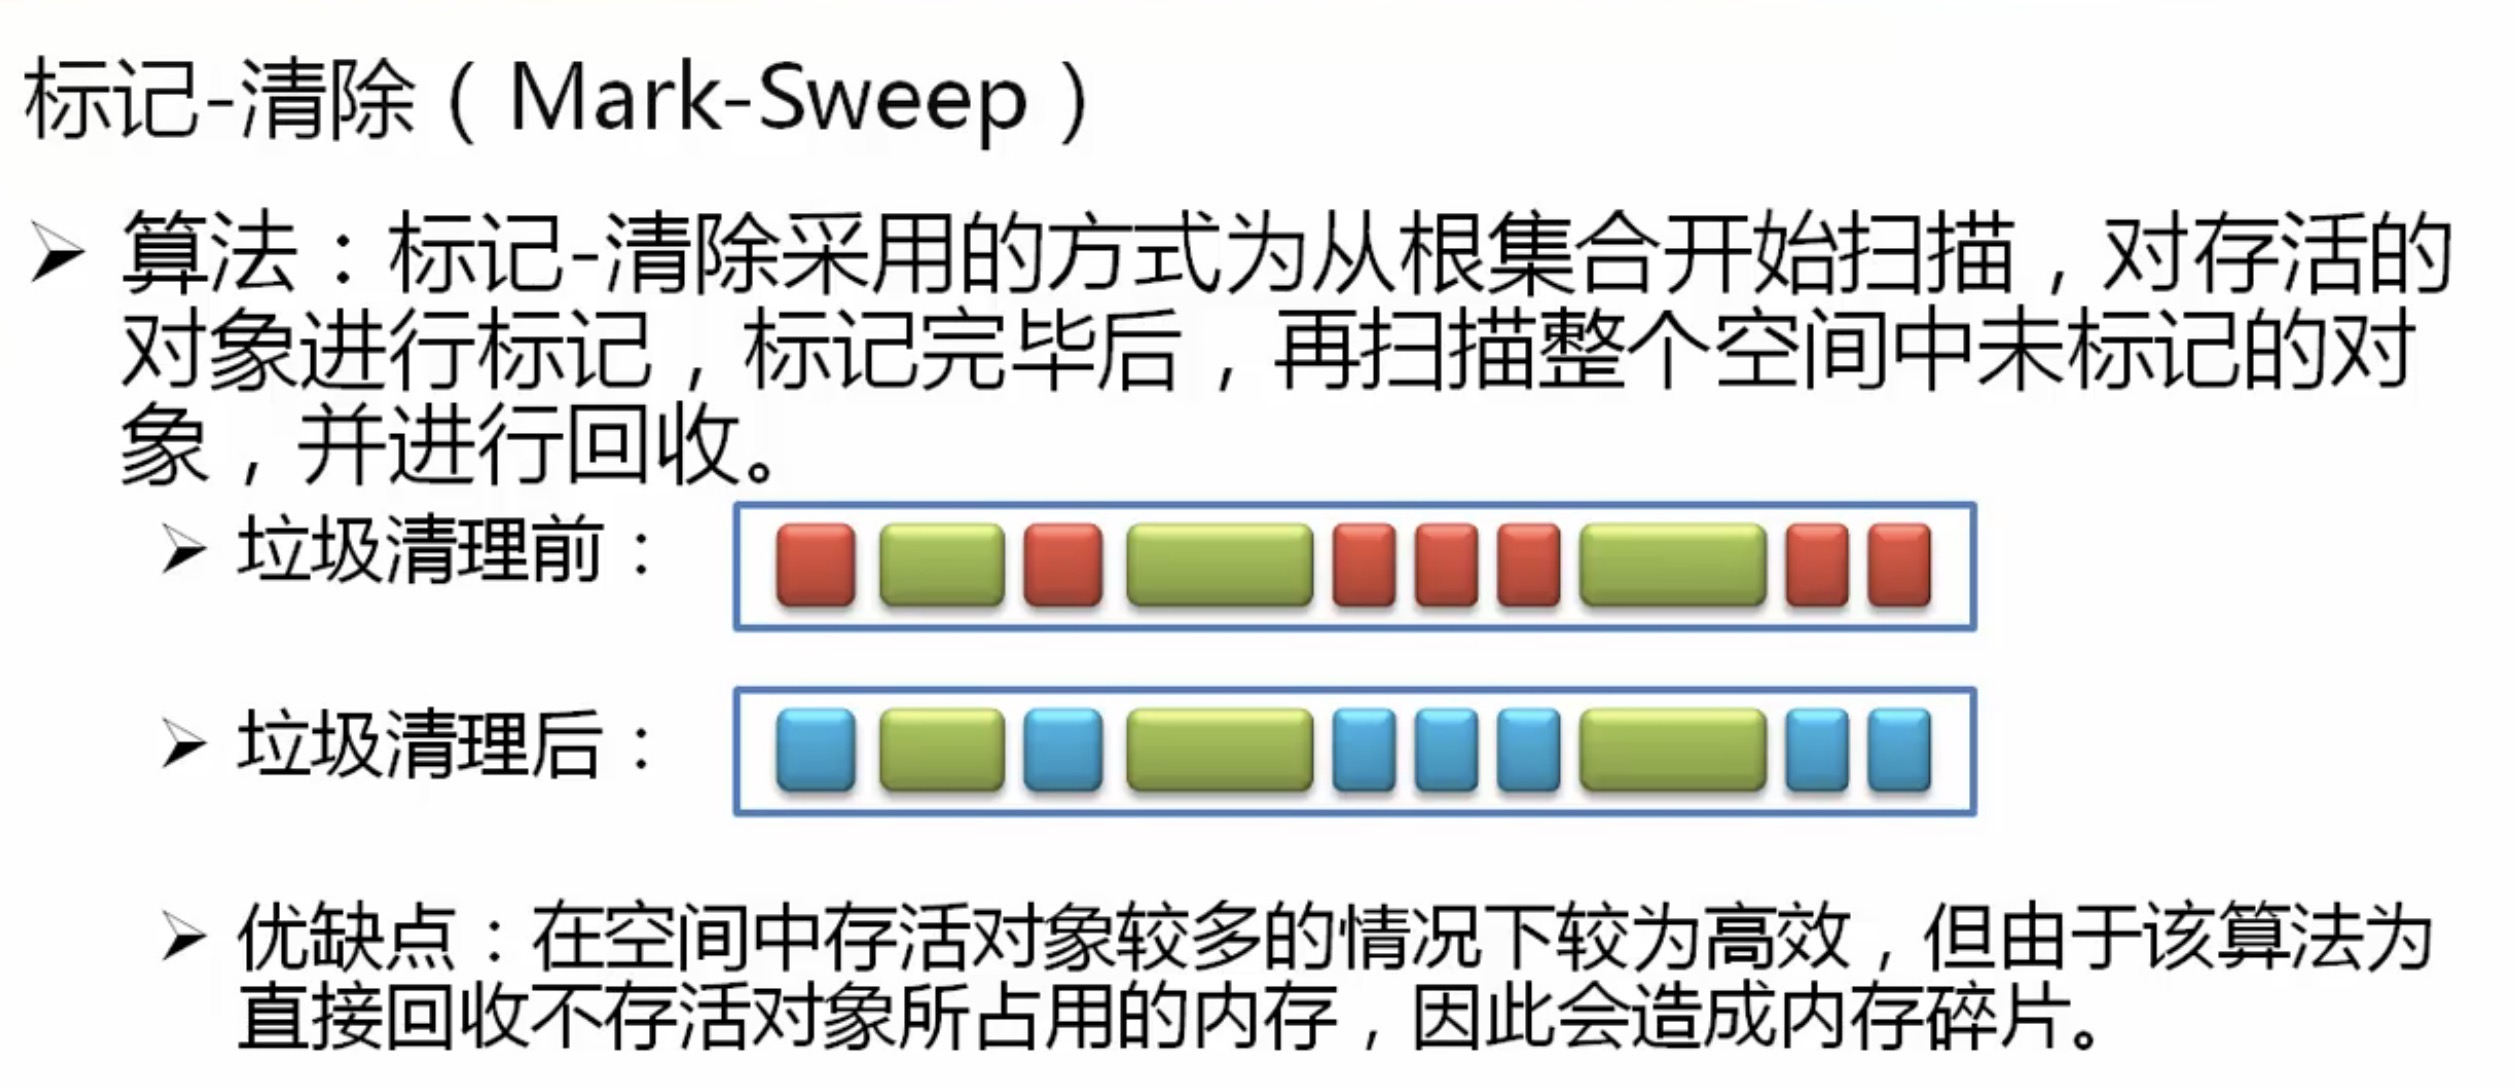 标记-清除（Mark-Sweep）
算法：标记-清除采用的方式为从根集合开始扫描，对存活的
对象进行标记，标记完毕后，再扫描整个空间中未标记的对
象，并进行回收。
垃圾清理前：
垃圾清理后：
优缺点：在空间中存活对象较多的情况下较为高效，但由于该算法为
直接回收不存活对象所占用的内存，因此会造成内存碎片。